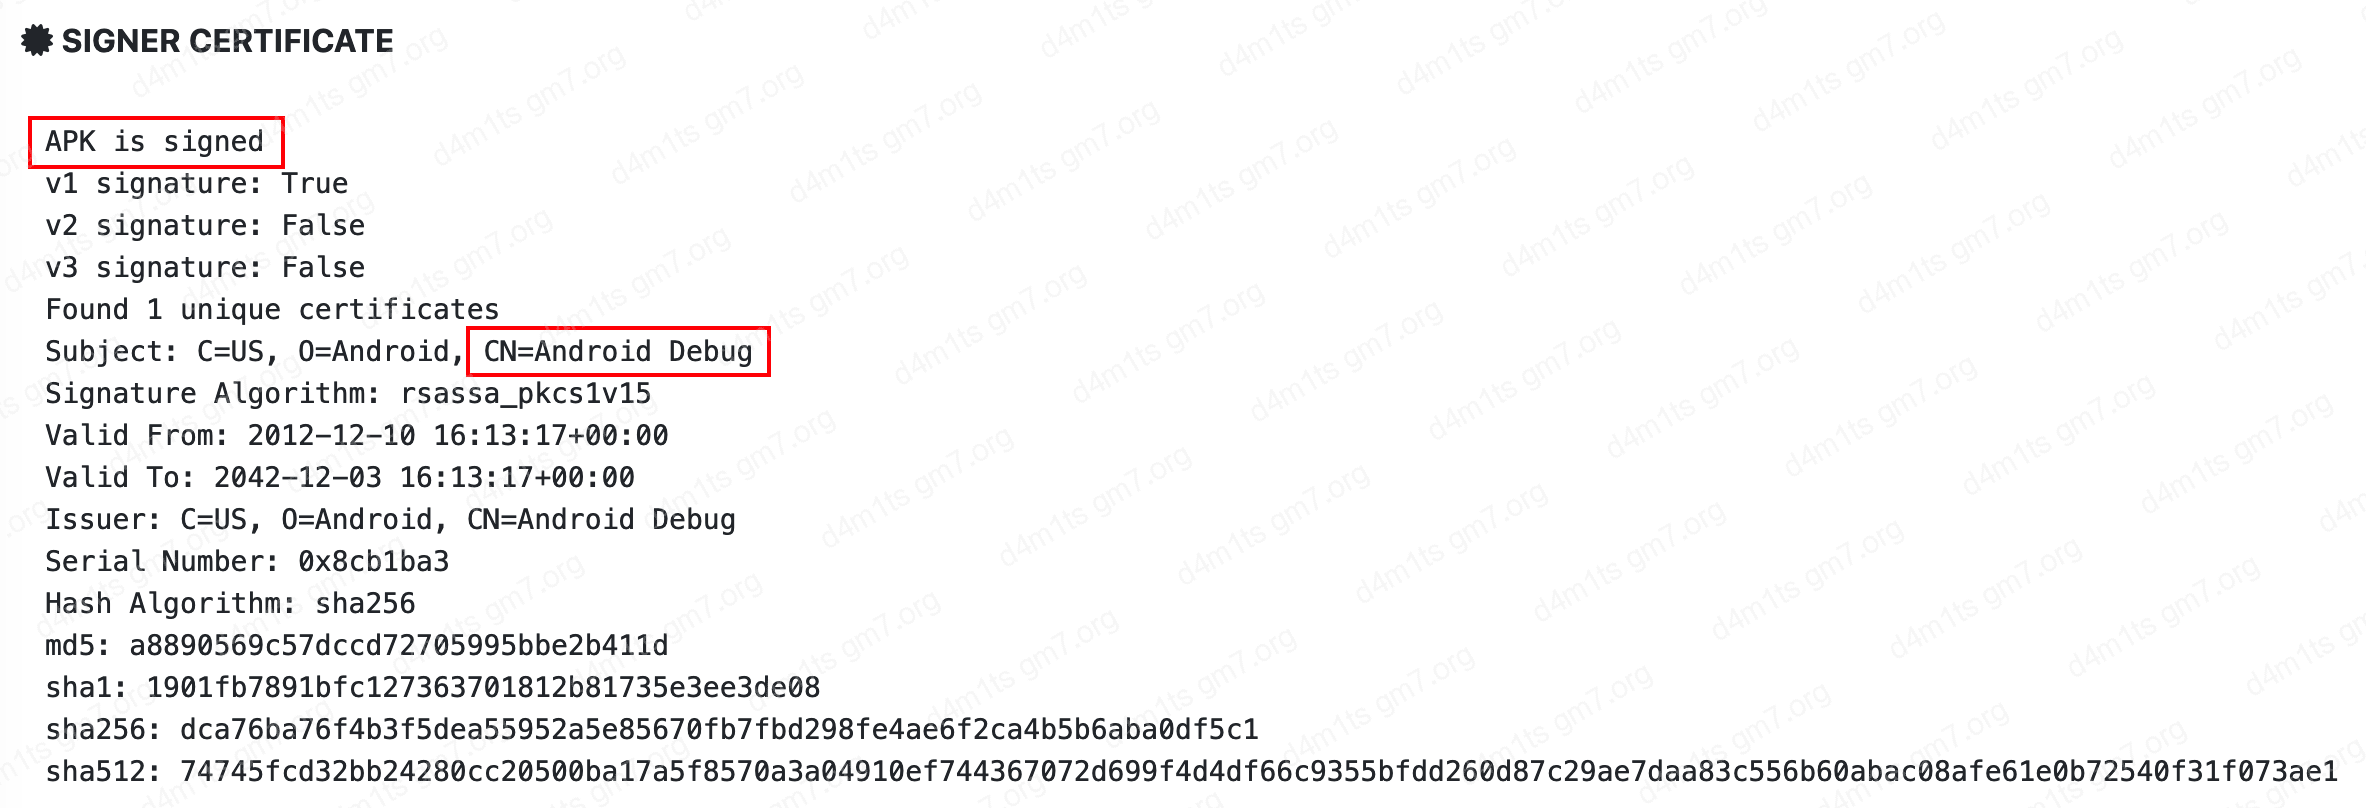 SIGNER CERTIFICATE
APK is signed
v1 signature: True
v2 signature: False
v3 signature: False
Found 1 unique certificates
Subject: C=US, O=Android, CN=Android Debug
Signature Algorithm: rsassa_pkcs1v15
Valid From: 2012-12-10 16:13:17+00:00
Valid To: 2042-12-03 16:13:17+00:00
Issuer: C=US, O=Android, CN=Android Debug
Serial Number: 0x8cb1ba3
Hash Algorithm: sha256
md5: a8890569c57dccd72705995bbe2b411d
sha1: 1901fb7891bfc127363701812b81735e3ee3de08
sha256: dca76ba76f4b3f5dea55952a5e85670fb7fbd298fe4ae6f2ca4b5b6aba0df5c1
sha512: 74745fcd32bb24280cc20500ba17a5f8570a3a04910ef744367072d699f4d4df66c9355bfdd260d87c29ae7daa83c556b60abac08afe61e0b72540f31f073ae1
d4m1ts gm7.org